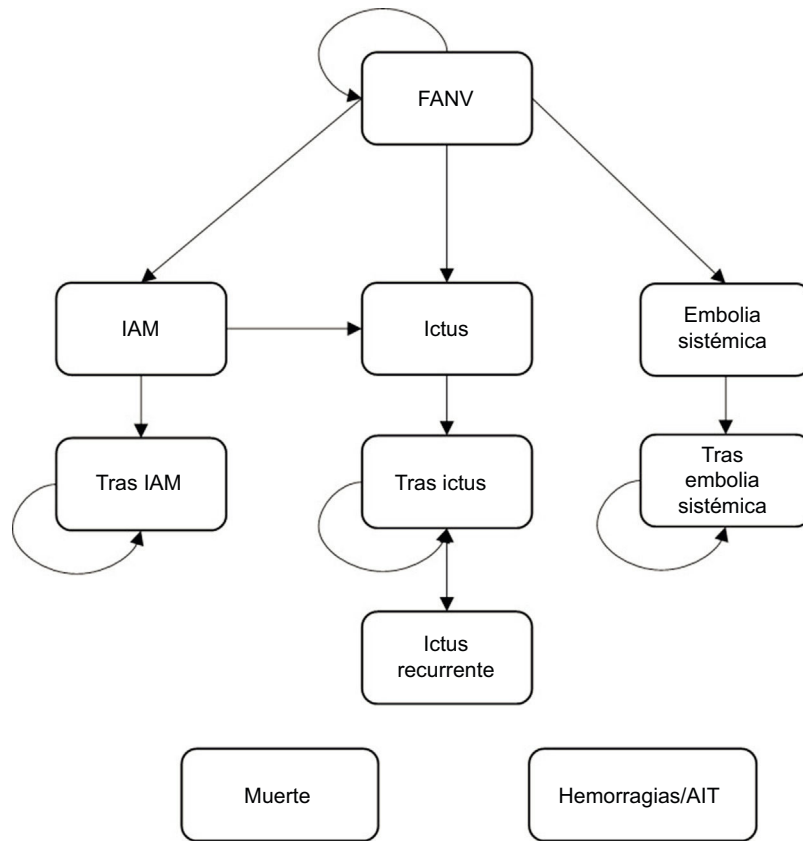 FANV
IAM
Ictus
Embolia
sistémica
Tras IAM
Tras ictus
Tras
embolia
sistémica
Ictus
recurrente
Muerte
Hemorragias/AIT